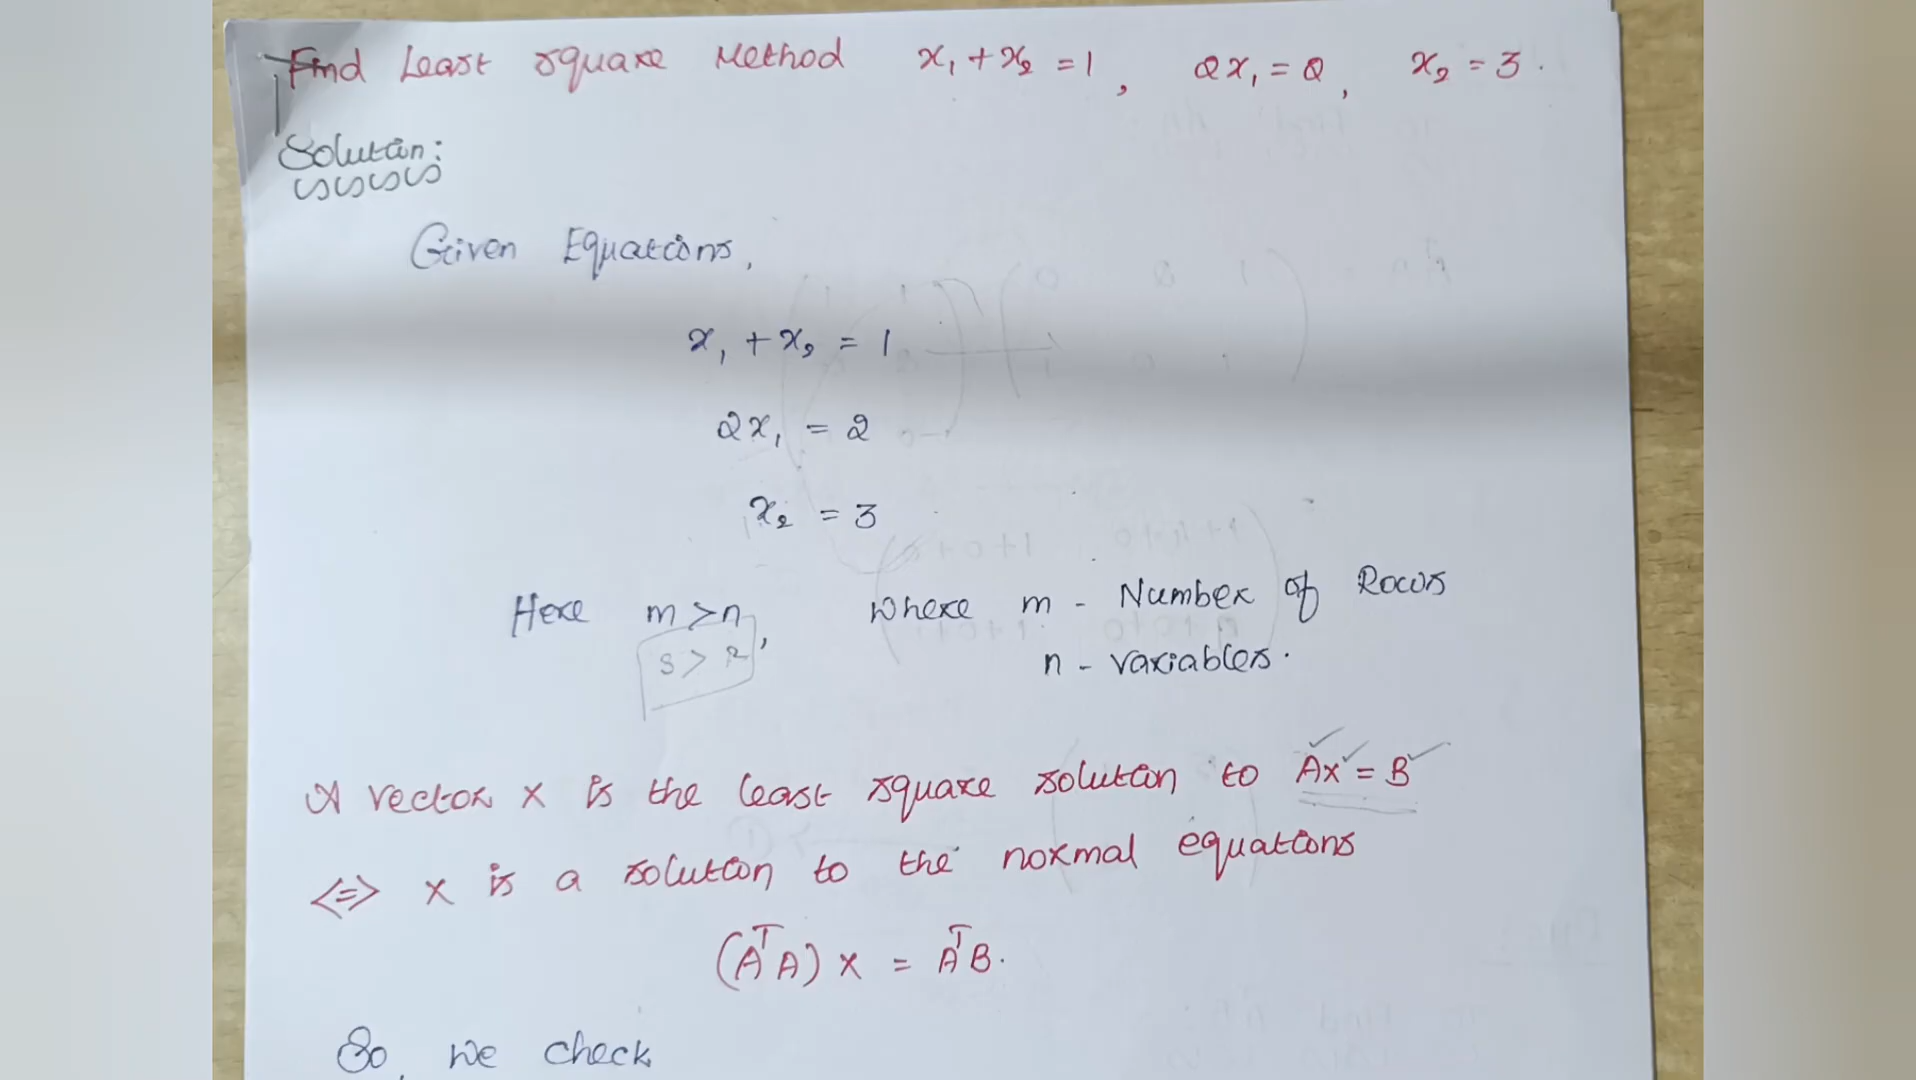 Find Least square Method x₁ + x₂ = 1, 2x₁ = 2, x₂ = 3.
Solution:
Given Equations,
x₁ + x₂ = 1
2x₁ = 2
x₂ = 3
Here m > n, where m - Number of Rows
3 > 2 n - variables.
A vector x is the least square solution to Ax = B
<=> x is a solution to the normal equations
(AᵀA) x = AᵀB.
So, we check